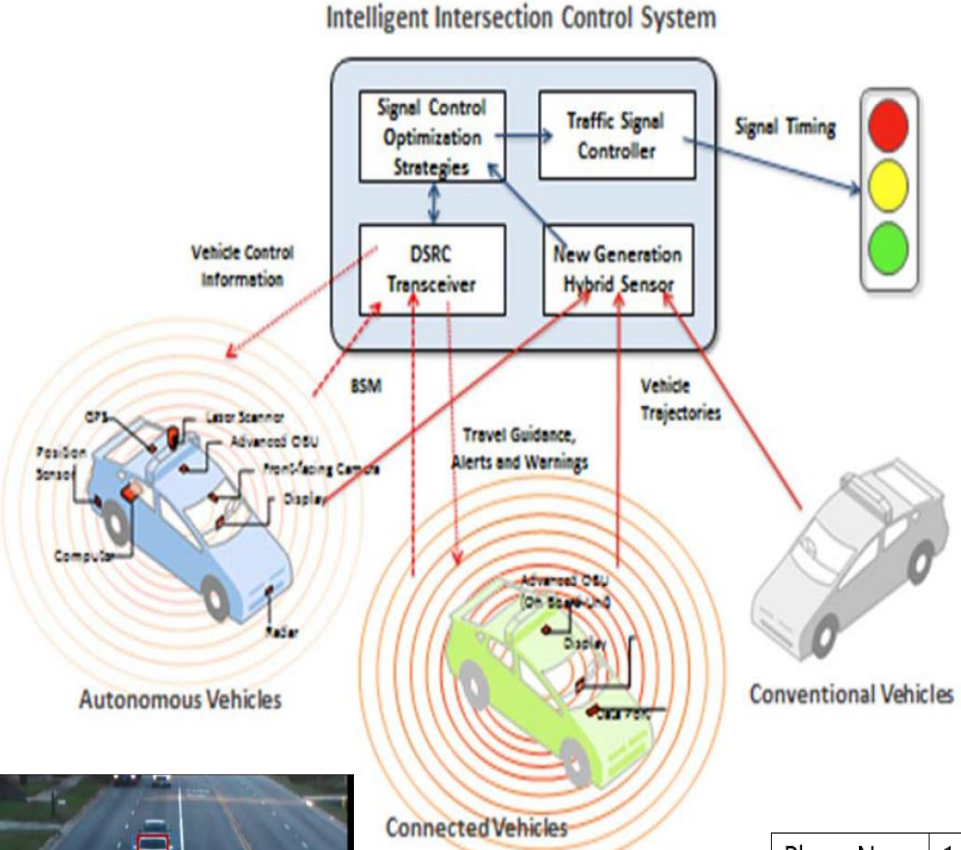 Intelligent Intersection Control System
Signal Control
Optimization
Strategies
Traffic Signal
Controller
Signal Timing
DSRC
Transceiver
New Generation
Hybrid Sensor
Vehicle Control
Information
BSM
Vehicle
Trajectories
Travel Guidance,
Alerts and Warnings
GPS
Laser Scanner
Advanced OBU
Position
Sensor
Front-facing Camera
Display
Computer
Radar
Advanced OBU
(On Board Unit)
Display
Data Port
Autonomous Vehicles
Conventional Vehicles
Connected Vehicles